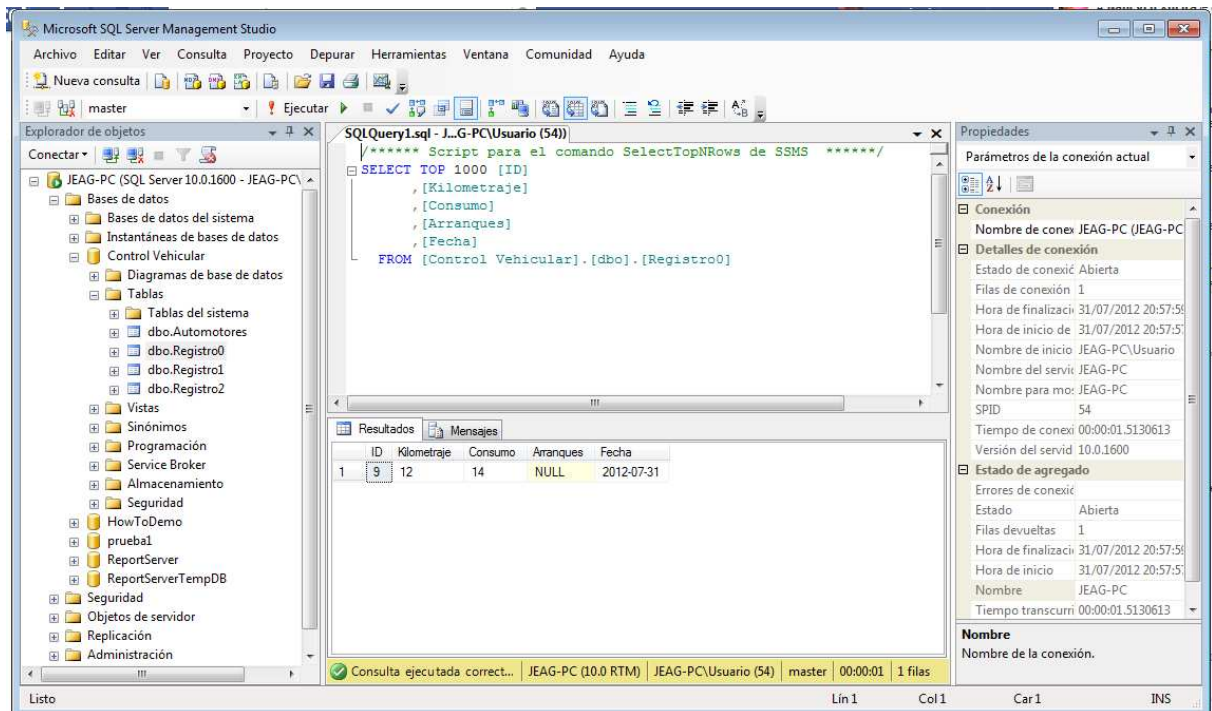 Microsoft SQL Server Management Studio
Archivo Editar Ver Consulta Proyecto Depurar Herramientas Ventana Comunidad Ayuda
Nueva consulta
master Ejecutar
Explorador de objetos
Conectar
JEAG-PC (SQL Server 10.0.1600 - JEAG-PC\
Bases de datos
Bases de datos del sistema
Instantáneas de bases de datos
Control Vehicular
Diagramas de base de datos
Tablas
Tablas del sistema
dbo.Automotores
dbo.Registro0
dbo.Registro1
dbo.Registro2
Vistas
Sinónimos
Programación
Service Broker
Almacenamiento
Seguridad
HowToDemo
prueba1
ReportServer
ReportServerTempDB
Seguridad
Objetos de servidor
Replicación
Administración
SQLQuery1.sql - J...G-PC\Usuario (54))
/****** Script para el comando SelectTopNRows de SSMS ******/
SELECT TOP 1000 [ID]
,[Kilometraje]
,[Consumo]
,[Arranques]
,[Fecha]
FROM [Control Vehicular].[dbo].[Registro0]
Resultados Mensajes
ID Kilometraje Consumo Arranques Fecha
1 9 12 14 NULL 2012-07-31
Consulta ejecutada correct... JEAG-PC (10.0 RTM) JEAG-PC\Usuario (54) master 00:00:01 1 filas
Propiedades
Parámetros de la conexión actual
Conexión
Nombre de conex JEAG-PC (JEAG-PC
Detalles de conexión
Estado de conexić Abierta
Filas de conexión 1
Hora de finalizaci 31/07/2012 20:57:59
Hora de inicio de 31/07/2012 20:57:57
Nombre de inicio JEAG-PC\Usuario
Nombre del servi JEAG-PC
Nombre para mos JEAG-PC
SPID 54
Tiempo de conexi 00:00:01.5130613
Versión del servid 10.0.1600
Estado de agregado
Errores de conexić
Estado Abierta
Filas devueltas 1
Hora de finalizaci 31/07/2012 20:57:59
Hora de inicio 31/07/2012 20:57:57
Nombre JEAG-PC
Tiempo transcurri 00:00:01.5130613
Nombre
Nombre de la conexión.
Listo Lín 1 Col 1 Car 1 INS